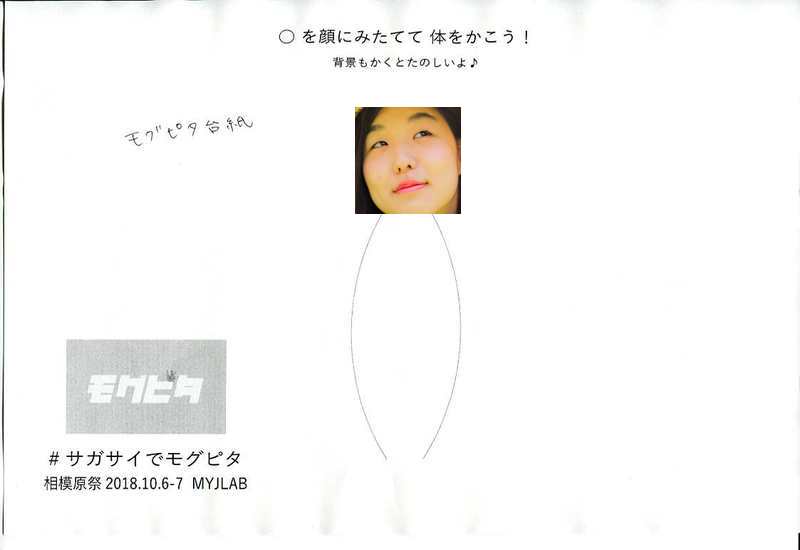 ○ を顔にみたてて 体をかこう！
背景もかくとたのしいよ♪
モグピタ台紙
モグピタ
# サガサイでモグピタ
相模原祭 2018.10.6-7 MYJLAB